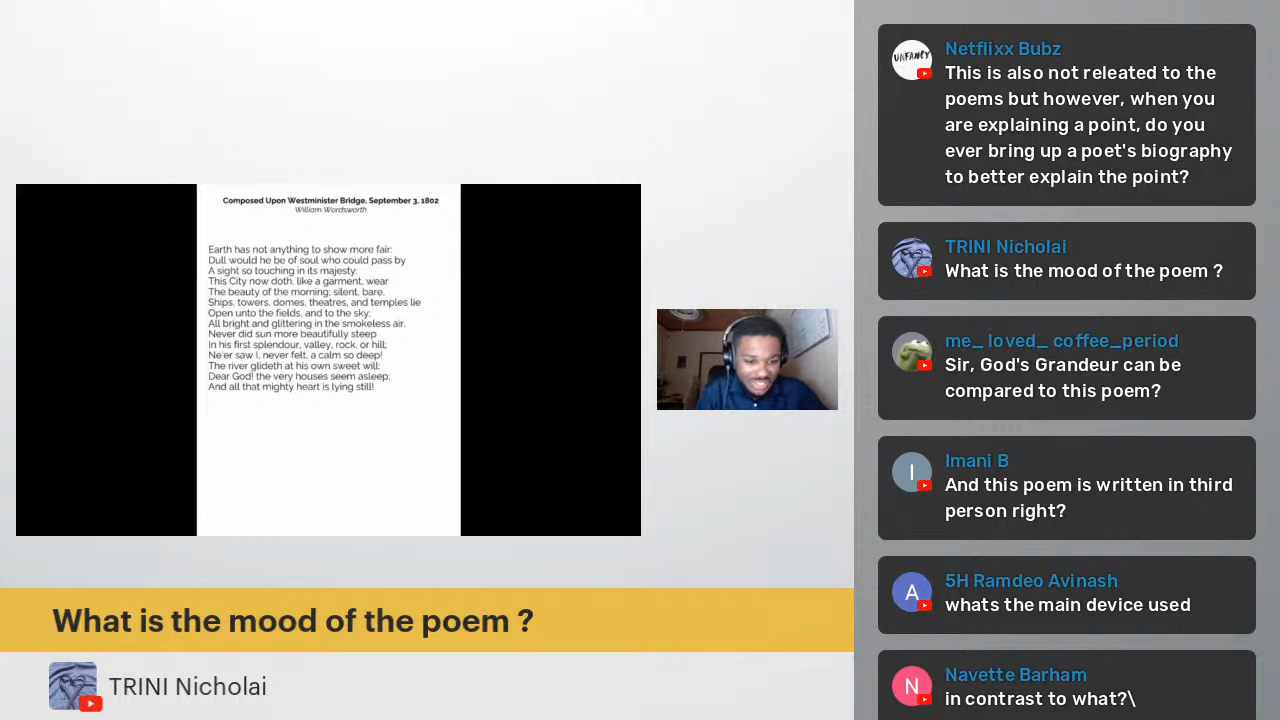 Composed Upon Westminister Bridge, September 3, 1802
William Wordsworth
Earth has not anything to show more fair:
Dull would he be of soul who could pass by
A sight so touching in its majesty:
This City now doth, like a garment, wear
The beauty of the morning; silent, bare,
Ships, towers, domes, theatres, and temples lie
Open unto the fields, and to the sky;
All bright and glittering in the smokeless air.
Never did sun more beautifully steep
In his first splendour, valley, rock, or hill;
Ne'er saw I, never felt, a calm so deep!
The river glideth at his own sweet will:
Dear God! the very houses seem asleep;
And all that mighty heart is lying still!
What is the mood of the poem ?
TRINI Nicholai
UNFANCY
Netflixx Bubz
This is also not releated to the
poems but however, when you
are explaining a point, do you
ever bring up a poet's biography
to better explain the point?
TRINI Nicholai
What is the mood of the poem ?
me_ loved_ coffee_period
Sir, God's Grandeur can be
compared to this poem?
I
Imani B
And this poem is written in third
person right?
A
5H Ramdeo Avinash
whats the main device used
N
Navette Barham
in contrast to what?\